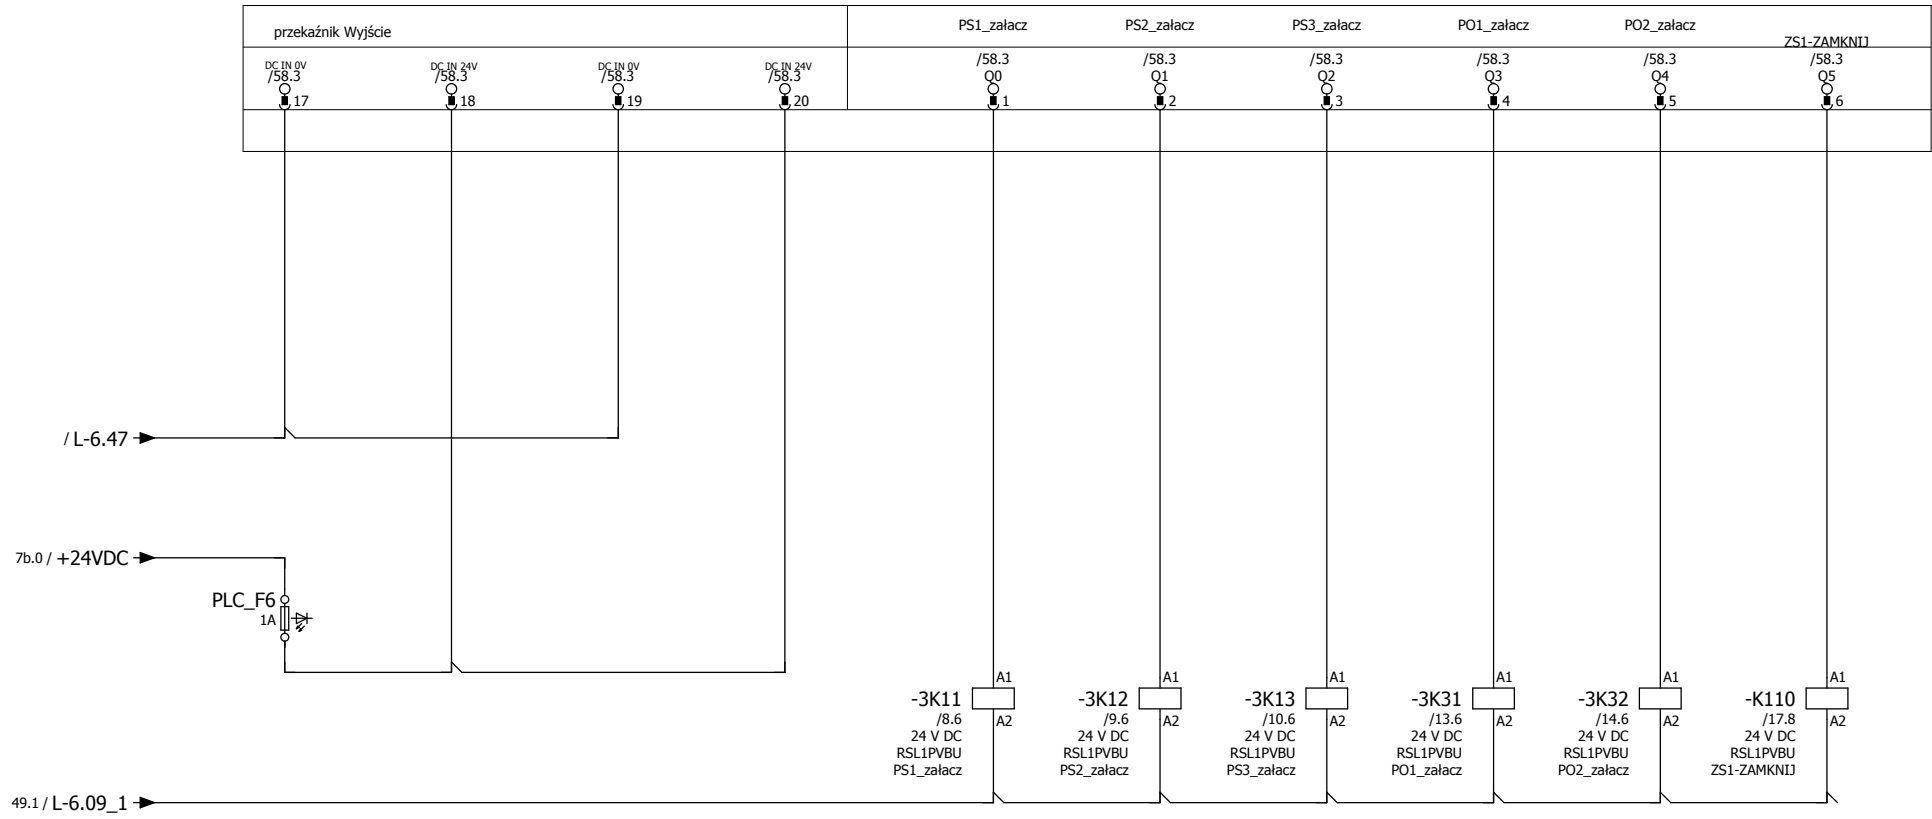 przekaźnik Wyjście
PS1_załacz
PS2_załacz
PS3_załacz
PO1_załacz
PO2_załacz
ZS1-ZAMKNIJ
DC IN 0V
/58.3
17
DC IN 24V
/58.3
18
DC IN 0V
/58.3
19
DC IN 24V
/58.3
20
/58.3
Q0
1
/58.3
Q1
2
/58.3
Q2
3
/58.3
Q3
4
/58.3
Q4
5
/58.3
Q5
6
/ L-6.47
7b.0 / +24VDC
PLC_F6
1A
-3K11
/8.6
24 V DC
RSL1PVBU
PS1_załacz
A1
A2
-3K12
/9.6
24 V DC
RSL1PVBU
PS2_załacz
A1
A2
-3K13
/10.6
24 V DC
RSL1PVBU
PS3_załacz
A1
A2
-3K31
/13.6
24 V DC
RSL1PVBU
PO1_załacz
A1
A2
-3K32
/14.6
24 V DC
RSL1PVBU
PO2_załacz
A1
A2
-K110
/17.8
24 V DC
RSL1PVBU
ZS1-ZAMKNIJ
A1
A2
49.1 / L-6.09_1